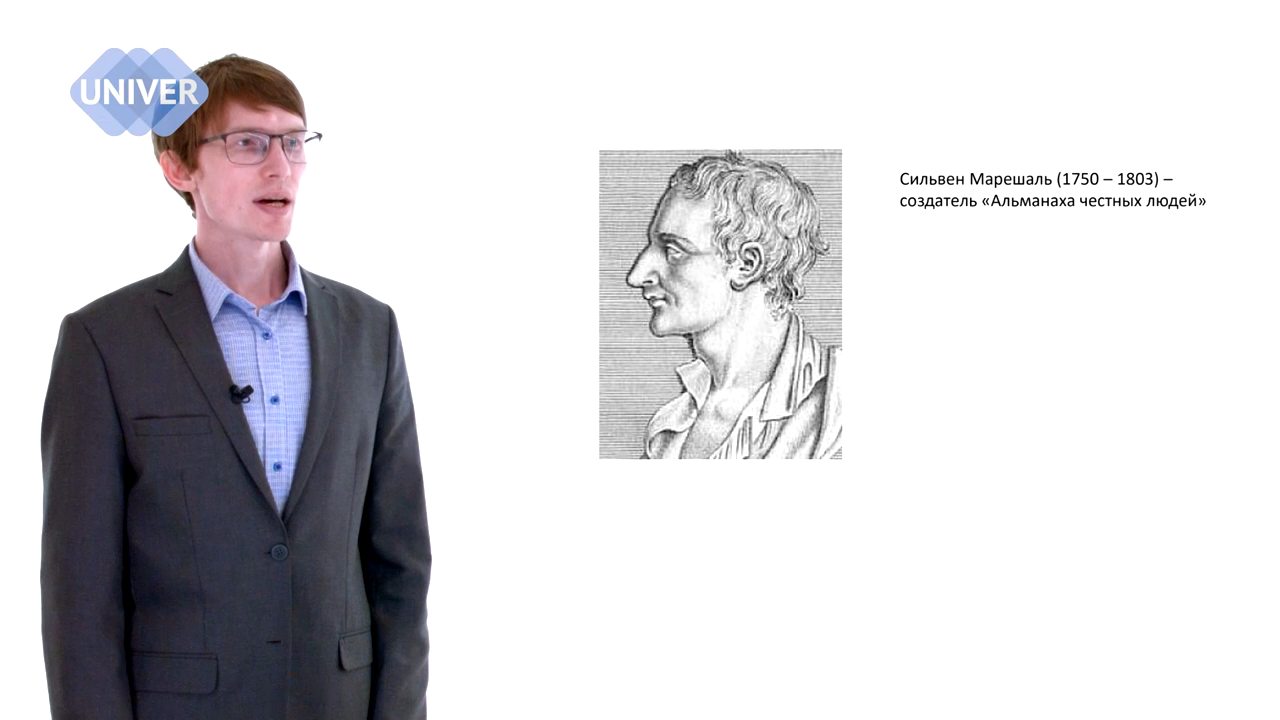 UNIVER
Сильвен Марешаль (1750 – 1803) –
создатель «Альманаха честных людей»